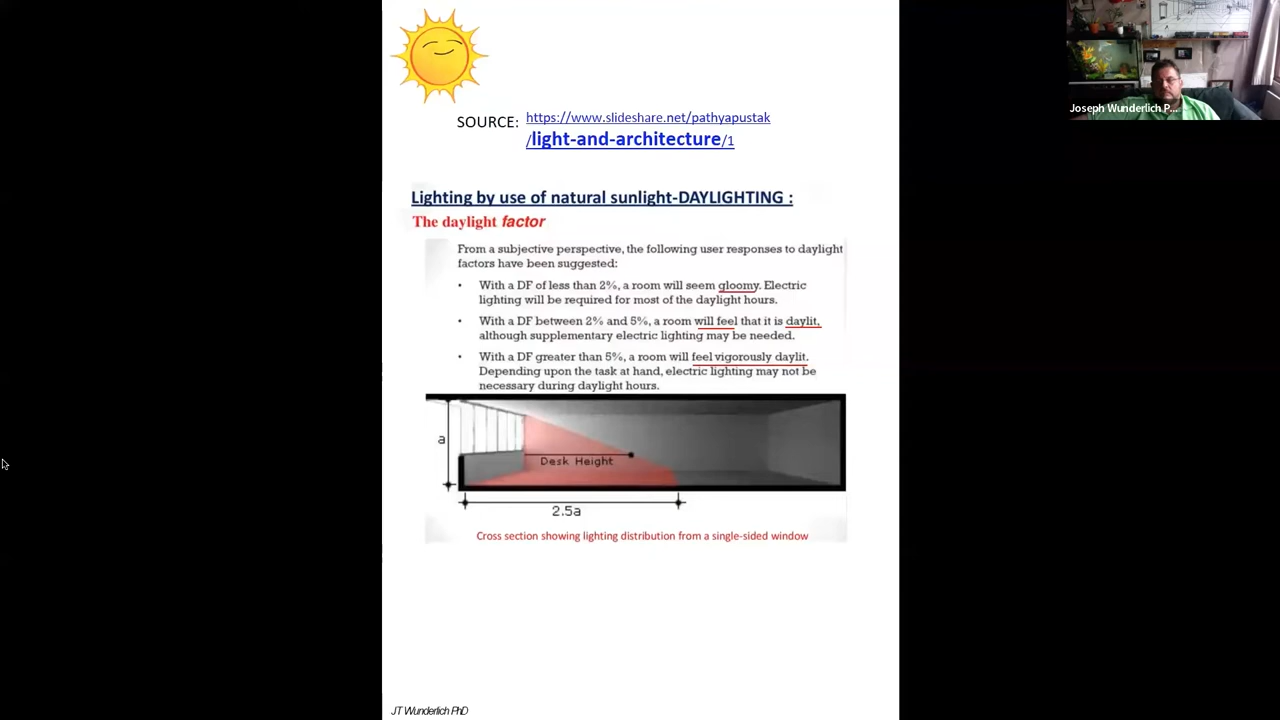 Joseph Wunderlich P...
SOURCE: https://www.slideshare.net/pathyapustak
/light-and-architecture/1
Lighting by use of natural sunlight-DAYLIGHTING :
The daylight factor
From a subjective perspective, the following user responses to daylight
factors have been suggested:
• With a DF of less than 2%, a room will seem gloomy. Electric
lighting will be required for most of the daylight hours.
• With a DF between 2% and 5%, a room will feel that it is daylit,
although supplementary electric lighting may be needed.
• With a DF greater than 5%, a room will feel vigorously daylit.
Depending upon the task at hand, electric lighting may not be
necessary during daylight hours.
a
Desk Height
2.5a
Cross section showing lighting distribution from a single-sided window
JT Wunderlich PhD